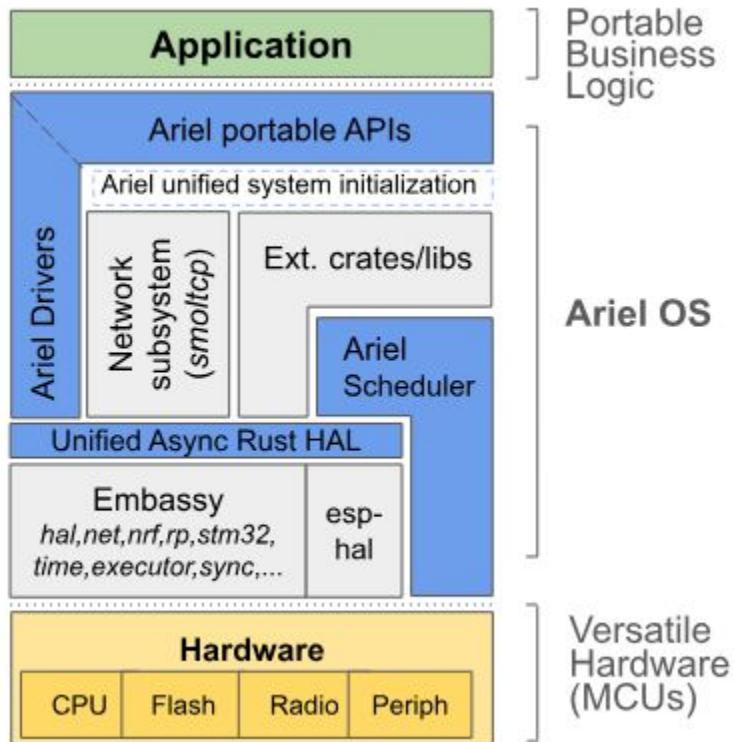 Application
Portable
Business
Logic
Ariel portable APIs
Ariel unified system initialization
Ariel Drivers
Network
subsystem
(smoltcp)
Ext. crates/libs
Ariel
Scheduler
Ariel OS
Unified Async Rust HAL
Embassy
hal,net,nrf,rp,stm32,
time,executor,sync,...
esp-
hal
Hardware
CPU
Flash
Radio
Periph
Versatile
Hardware
(MCUs)